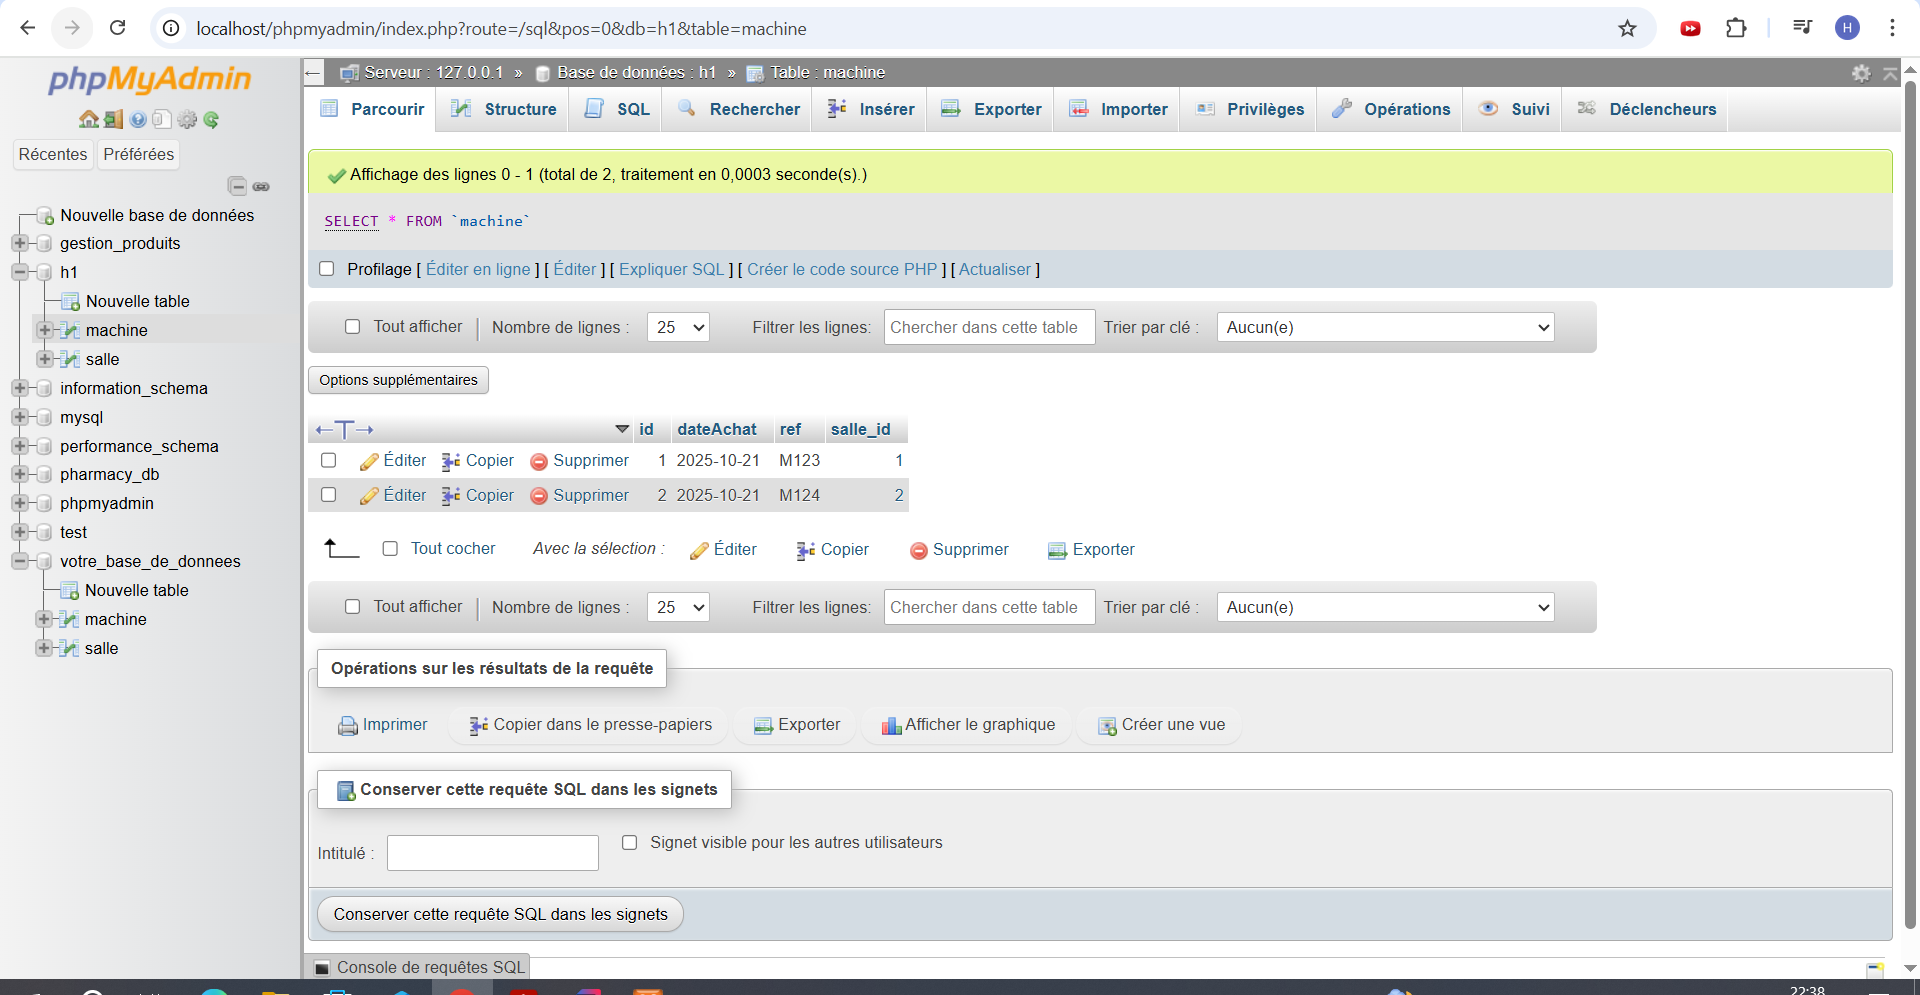 localhost/phpmyadmin/index.php?route=/sql&pos=0&db=h1&table=machine
H
phpMyAdmin
Récentes Préférées
Nouvelle base de données
gestion_produits
h1
Nouvelle table
machine
salle
information_schema
mysql
performance_schema
pharmacy_db
phpmyadmin
test
votre_base_de_donnees
Nouvelle table
machine
salle
Serveur : 127.0.0.1 » Base de données : h1 » Table : machine
Parcourir Structure SQL Rechercher Insérer Exporter Importer Privilèges Opérations Suivi Déclencheurs
Affichage des lignes 0 - 1 (total de 2, traitement en 0,0003 seconde(s).)
SELECT * FROM `machine`
Profilage [ Éditer en ligne ] [ Éditer ] [ Expliquer SQL ] [ Créer le code source PHP ] [ Actualiser ]
Tout afficher Nombre de lignes : 25 Filtrer les lignes: Chercher dans cette table Trier par clé : Aucun(e)
Options supplémentaires
←T→ id dateAchat ref salle_id
Éditer Copier Supprimer 1 2025-10-21 M123 1
Éditer Copier Supprimer 2 2025-10-21 M124 2
Tout cocher Avec la sélection : Éditer Copier Supprimer Exporter
Tout afficher Nombre de lignes : 25 Filtrer les lignes: Chercher dans cette table Trier par clé : Aucun(e)
Opérations sur les résultats de la requête
Imprimer Copier dans le presse-papiers Exporter Afficher le graphique Créer une vue
Conserver cette requête SQL dans les signets
Intitulé : Signet visible pour les autres utilisateurs
Conserver cette requête SQL dans les signets
Console de requêtes SQL
22:38